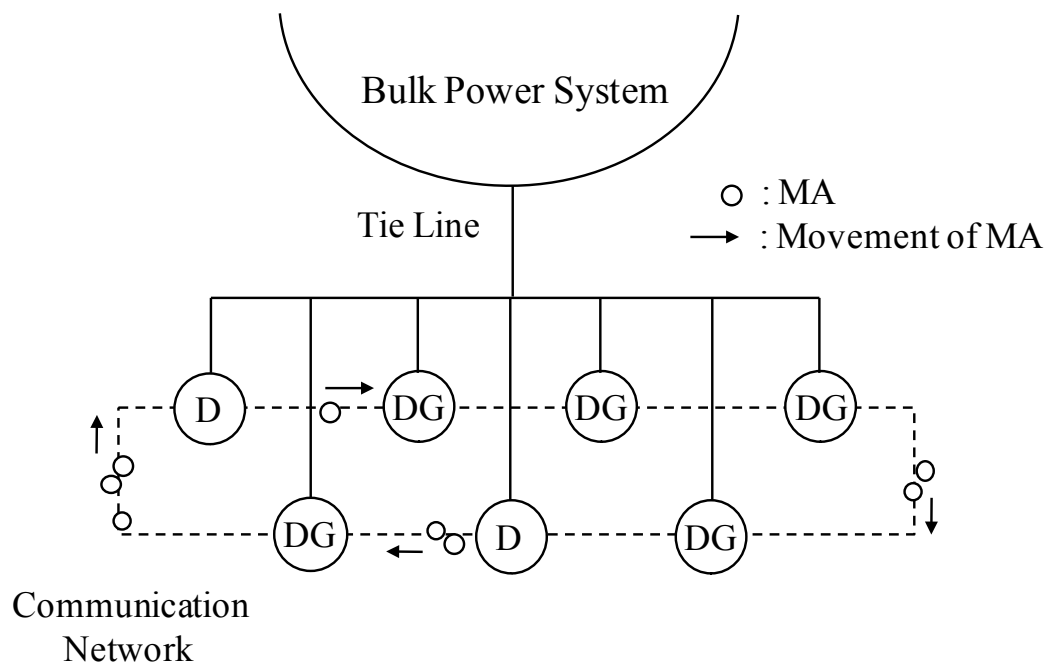 Bulk Power System
Tie Line
: MA
: Movement of MA
D
DG
DG
DG
DG
D
DG
Communication
Network